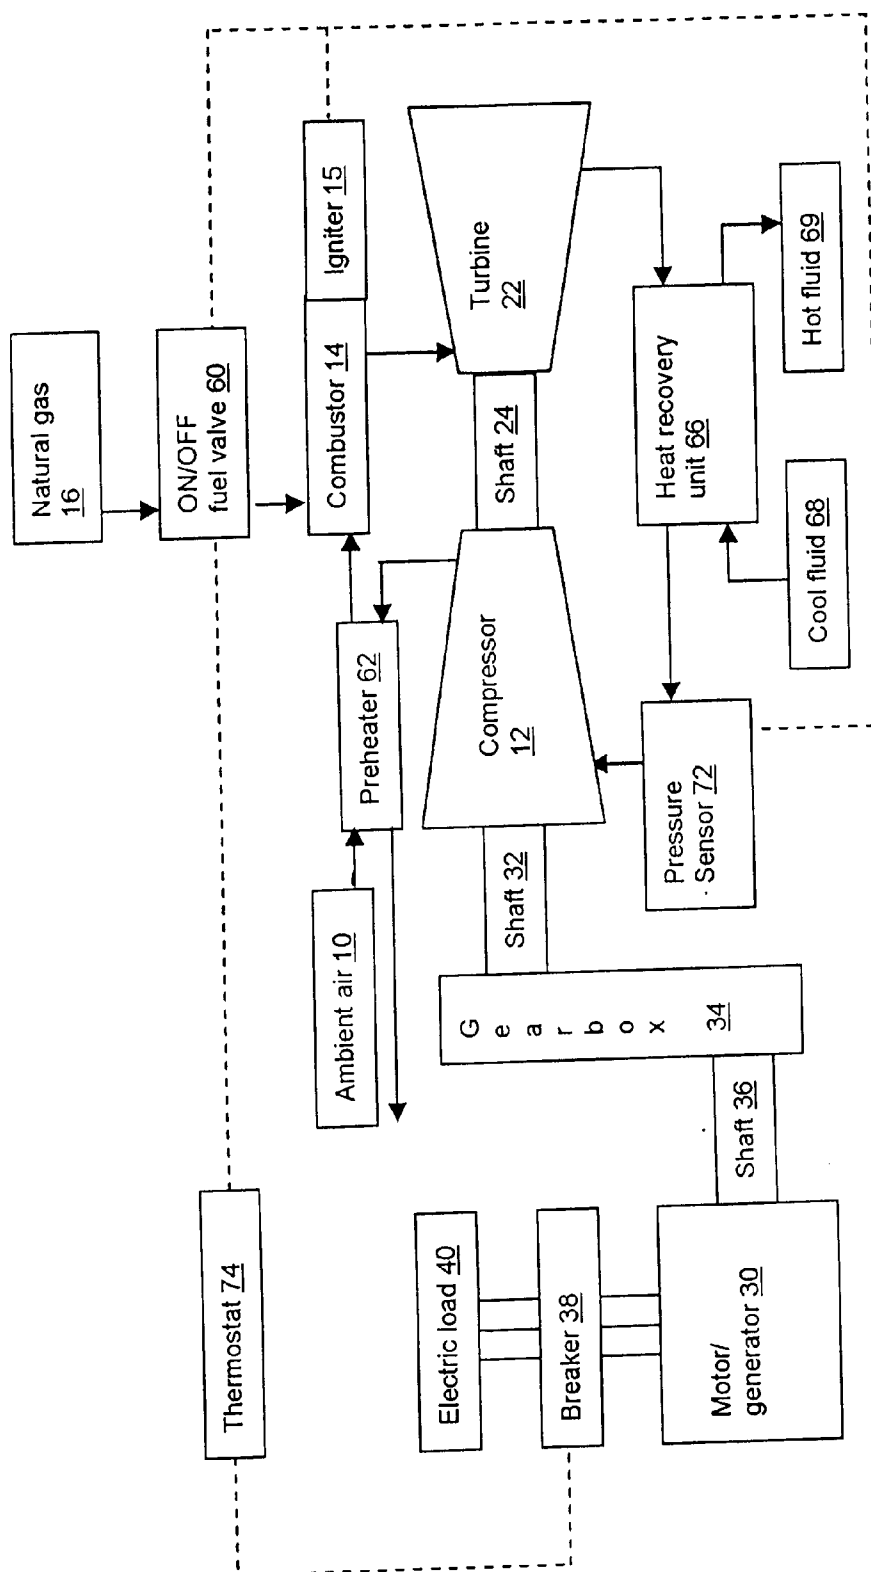 Natural gas
16
ON/OFF
fuel valve 60
Igniter 15
Combustor 14
Turbine
22
Shaft 24
Heat recovery
unit 66
Hot fluid 69
Cool fluid 68
Preheater 62
Compressor
12
Pressure
Sensor 72
Ambient air 10
Shaft 32
Gearbox
34
Shaft 36
Thermostat 74
Electric load 40
Breaker 38
Motor/
generator 30